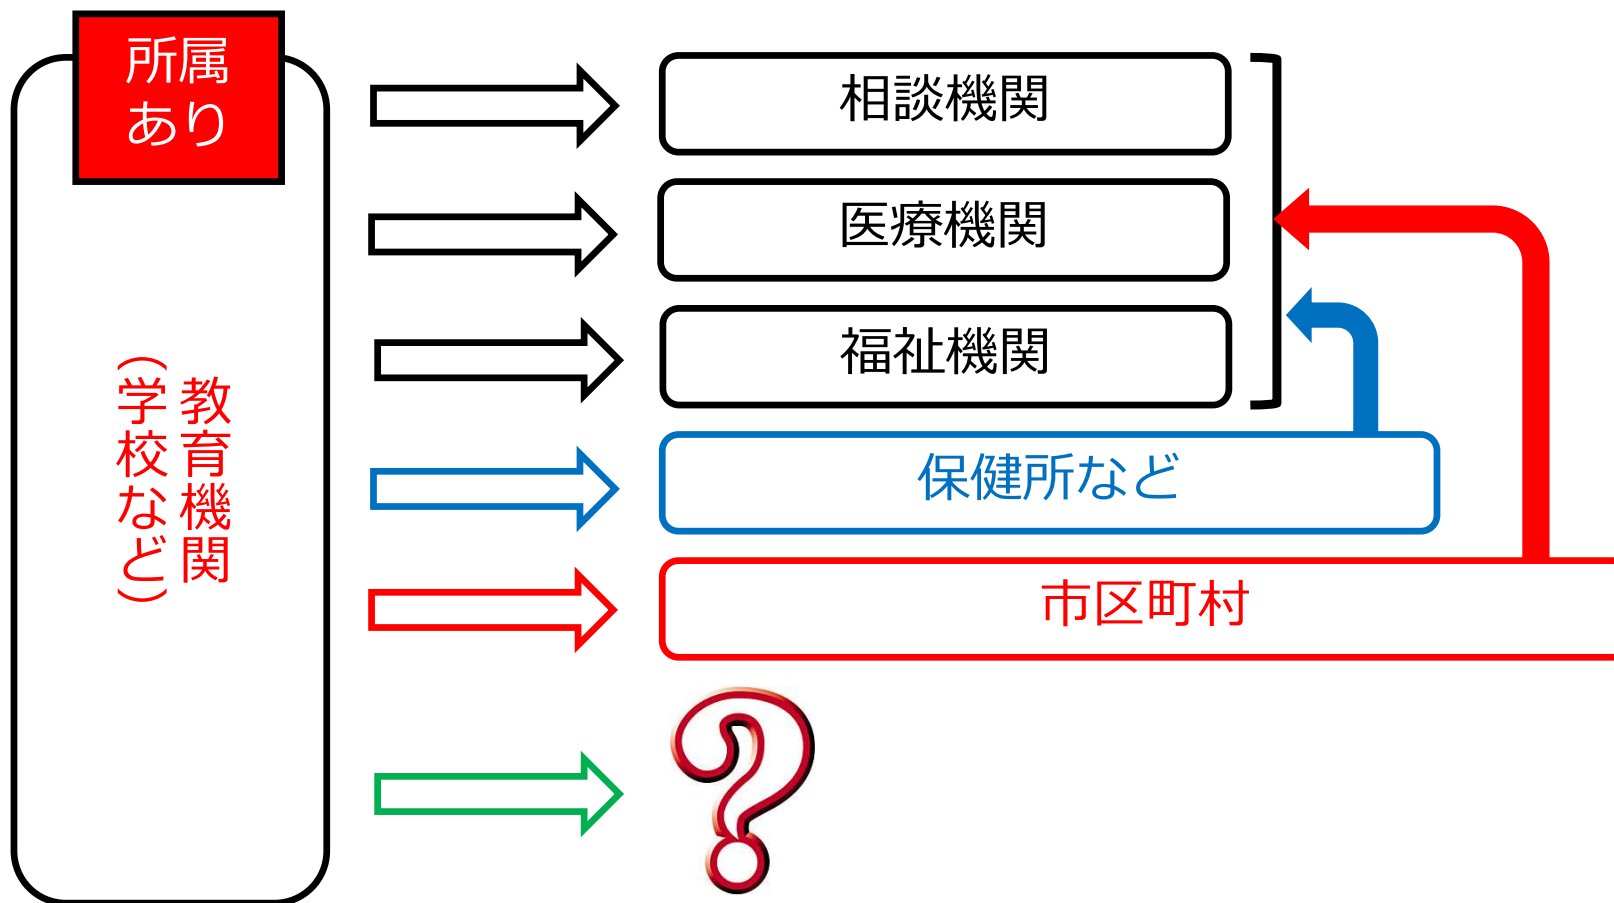 所属
あり
教育機関
（学校など）
相談機関
医療機関
福祉機関
保健所など
市区町村